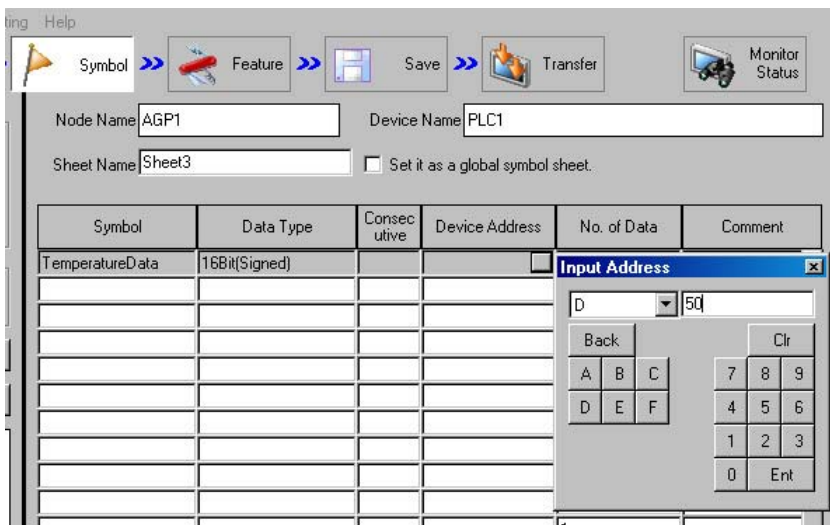 ting Help
Symbol >> Feature >> Save >> Transfer Monitor Status
Node Name AGP1 Device Name PLC1
Sheet Name Sheet3 Set it as a global symbol sheet.
Symbol Data Type Consec utive Device Address No. of Data Comment
TemperatureData 16Bit(Signed)
Input Address x
D 50
Back Clr
A B C 7 8 9
D E F 4 5 6
1 2 3
0 Ent